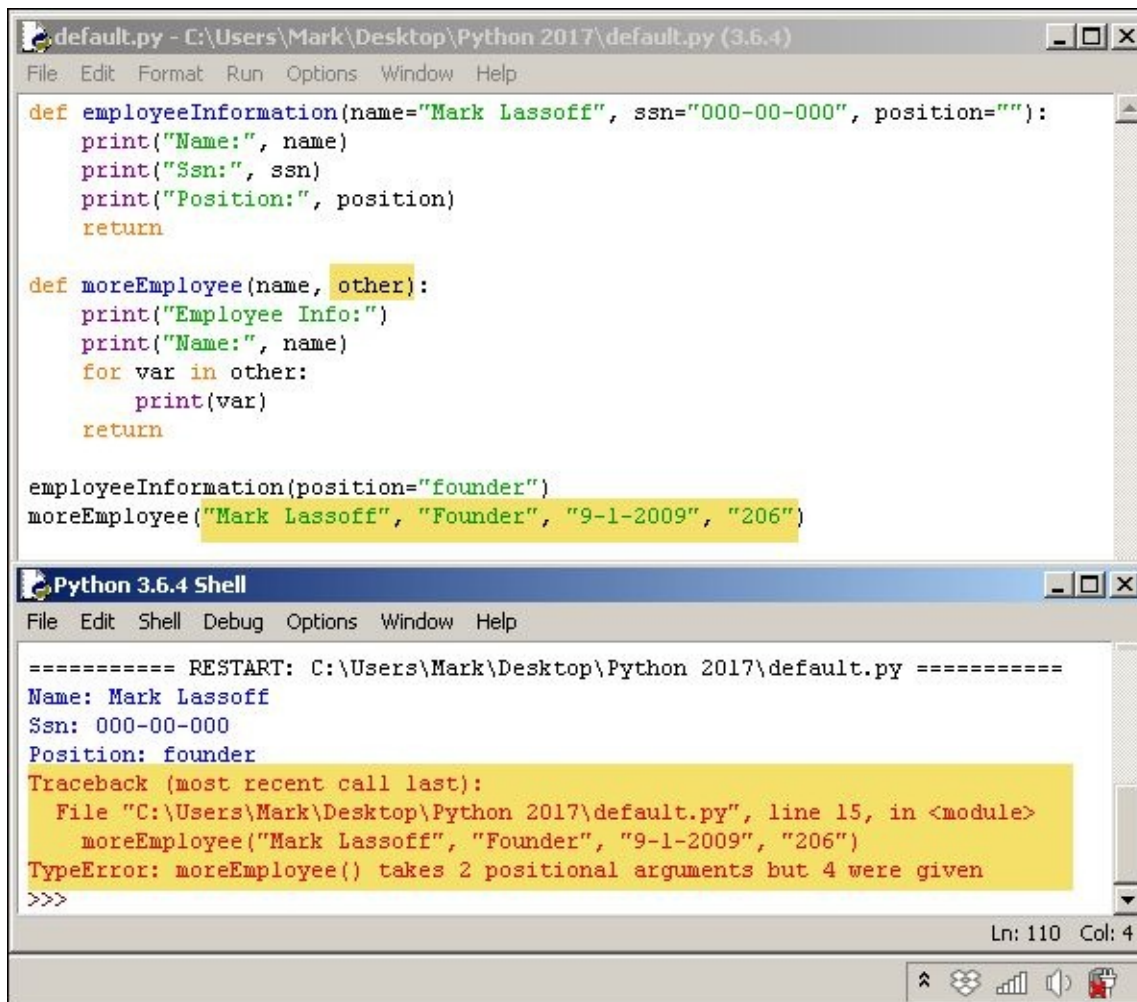 default.py - C:\Users\Mark\Desktop\Python 2017\default.py (3.6.4)
File Edit Format Run Options Window Help
def employeeInformation(name="Mark Lassoff", ssn="000-00-000", position=""):
    print("Name:", name)
    print("Ssn:", ssn)
    print("Position:", position)
    return
def moreEmployee(name, other):
    print("Employee Info:")
    print("Name:", name)
    for var in other:
        print(var)
    return
employeeInformation(position="founder")
moreEmployee("Mark Lassoff", "Founder", "9-1-2009", "206")
Python 3.6.4 Shell
File Edit Shell Debug Options Window Help
=========== RESTART: C:\Users\Mark\Desktop\Python 2017\default.py ===========
Name: Mark Lassoff
Ssn: 000-00-000
Position: founder
Traceback (most recent call last):
  File "C:\Users\Mark\Desktop\Python 2017\default.py", line 15, in <module>
    moreEmployee("Mark Lassoff", "Founder", "9-1-2009", "206")
TypeError: moreEmployee() takes 2 positional arguments but 4 were given
>>>
Ln: 110 Col: 4